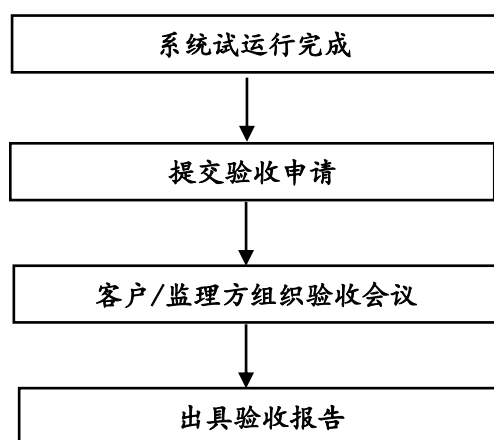 系统试运行完成
提交验收申请
客户/监理方组织验收会议
出具验收报告